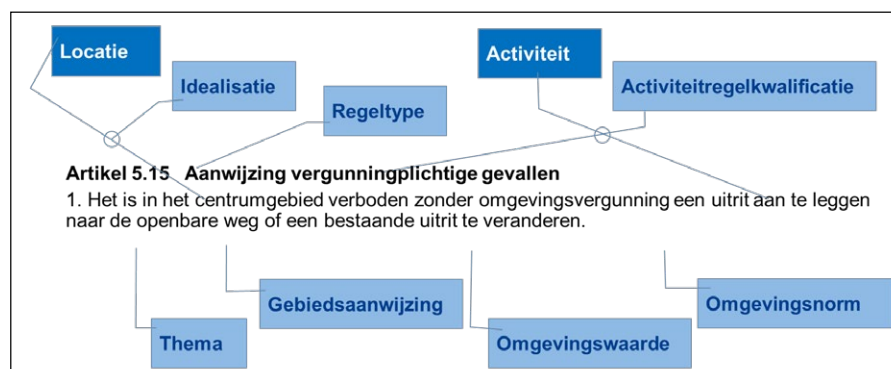 Locatie
Activiteit
Idealisatie
Activiteitregelkwalificatie
Regeltype
Artikel 5.15 Aanwijzing vergunningplichtige gevallen
1. Het is in het centrumgebied verboden zonder omgevingsvergunning een uitrit aan te leggen
naar de openbare weg of een bestaande uitrit te veranderen.
Gebiedsaanwijzing
Omgevingsnorm
Thema
Omgevingswaarde